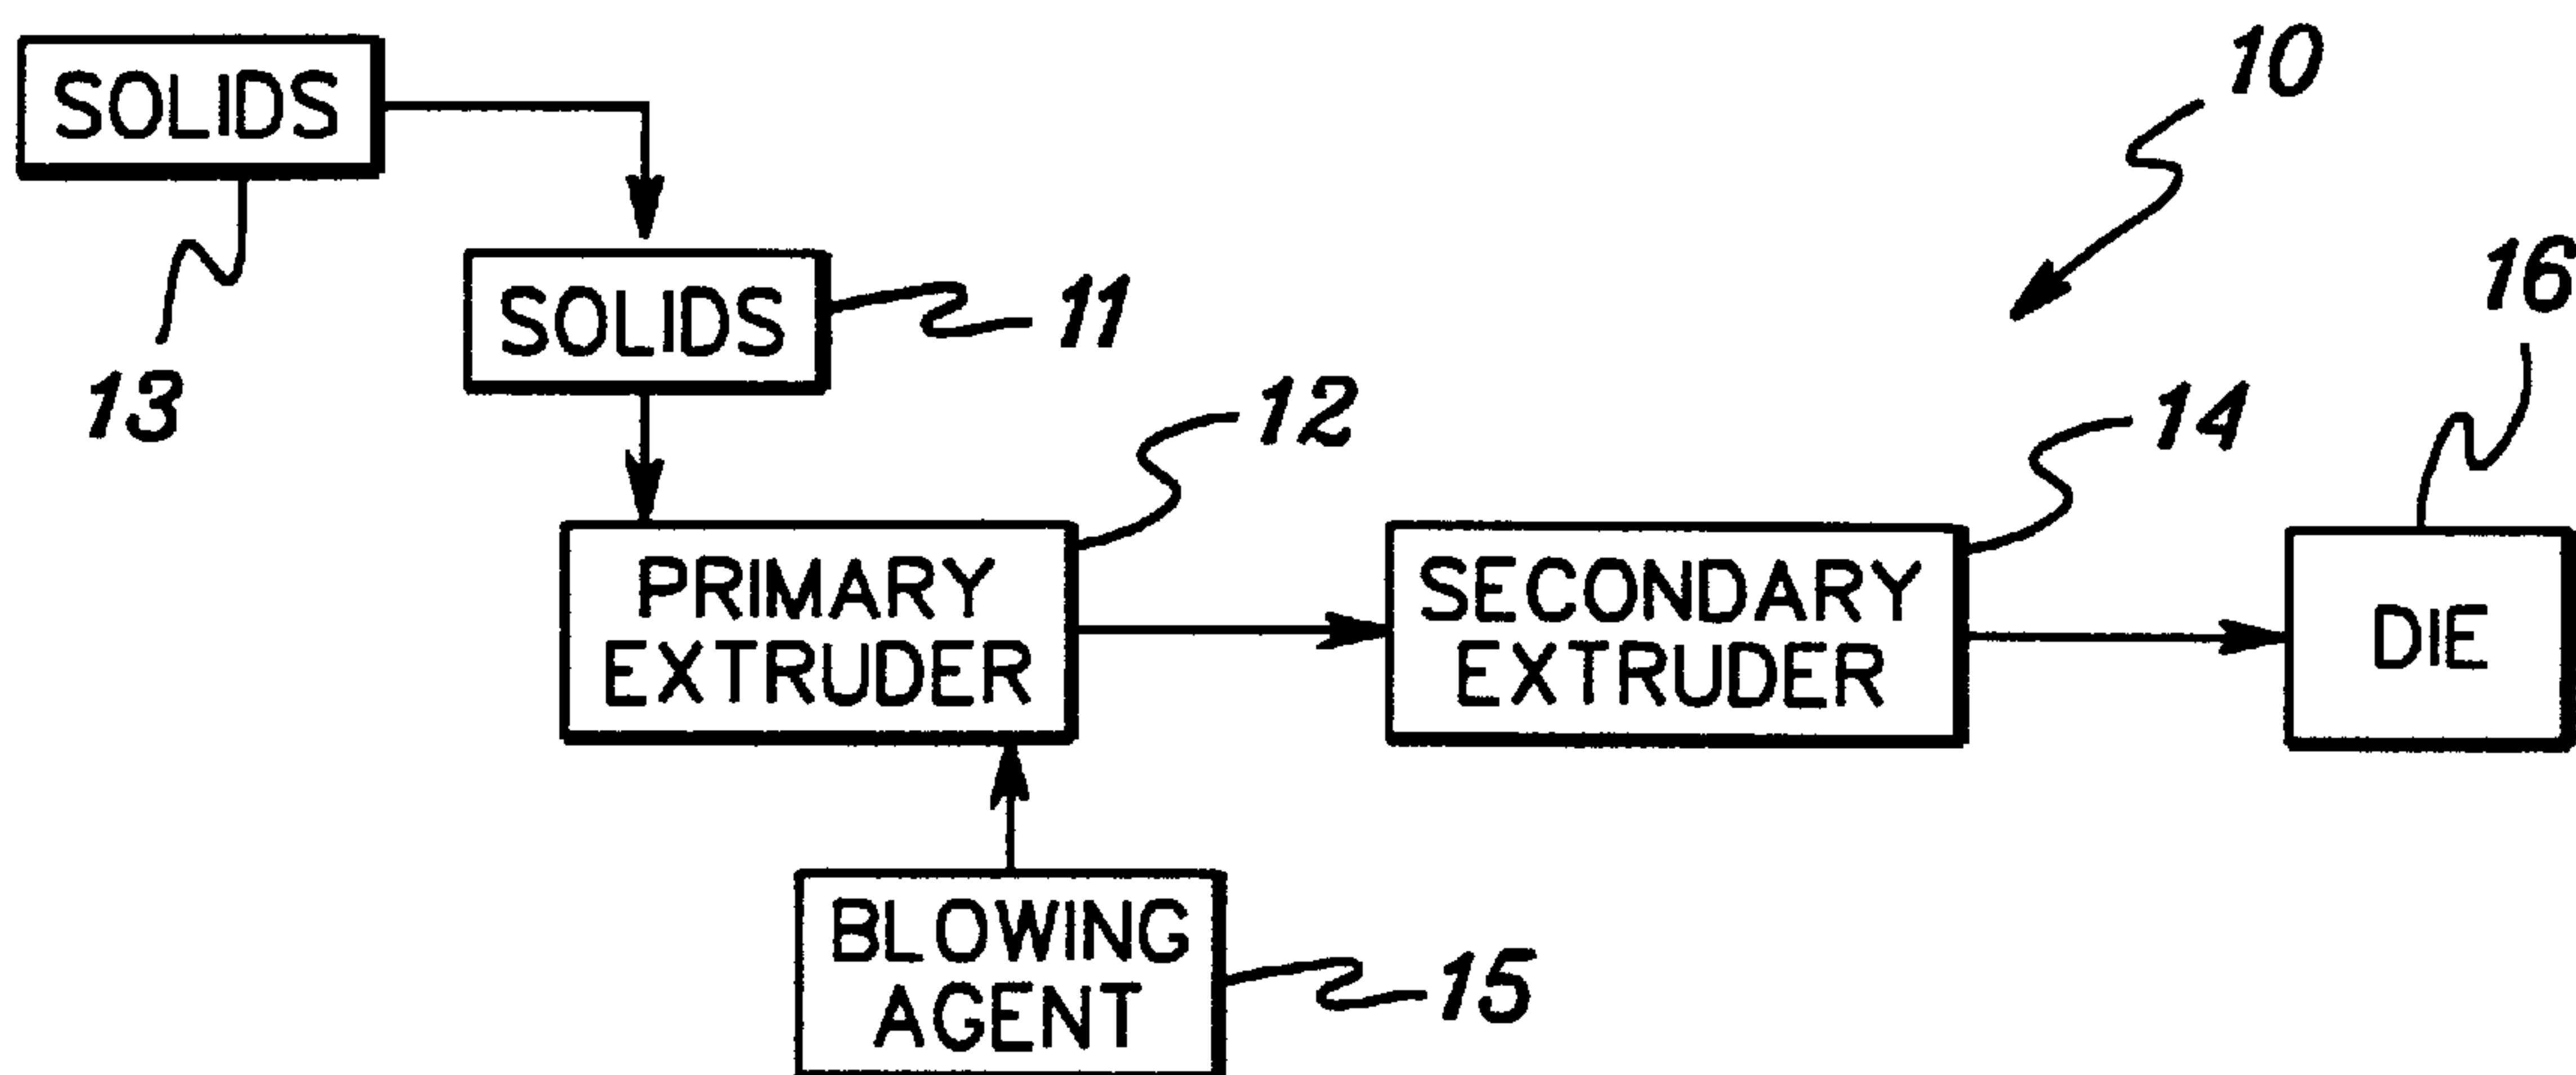 SOLIDS
10
SOLIDS
11
16
13
12
14
PRIMARY
EXTRUDER
SECONDARY
EXTRUDER
DIE
BLOWING
AGENT
15